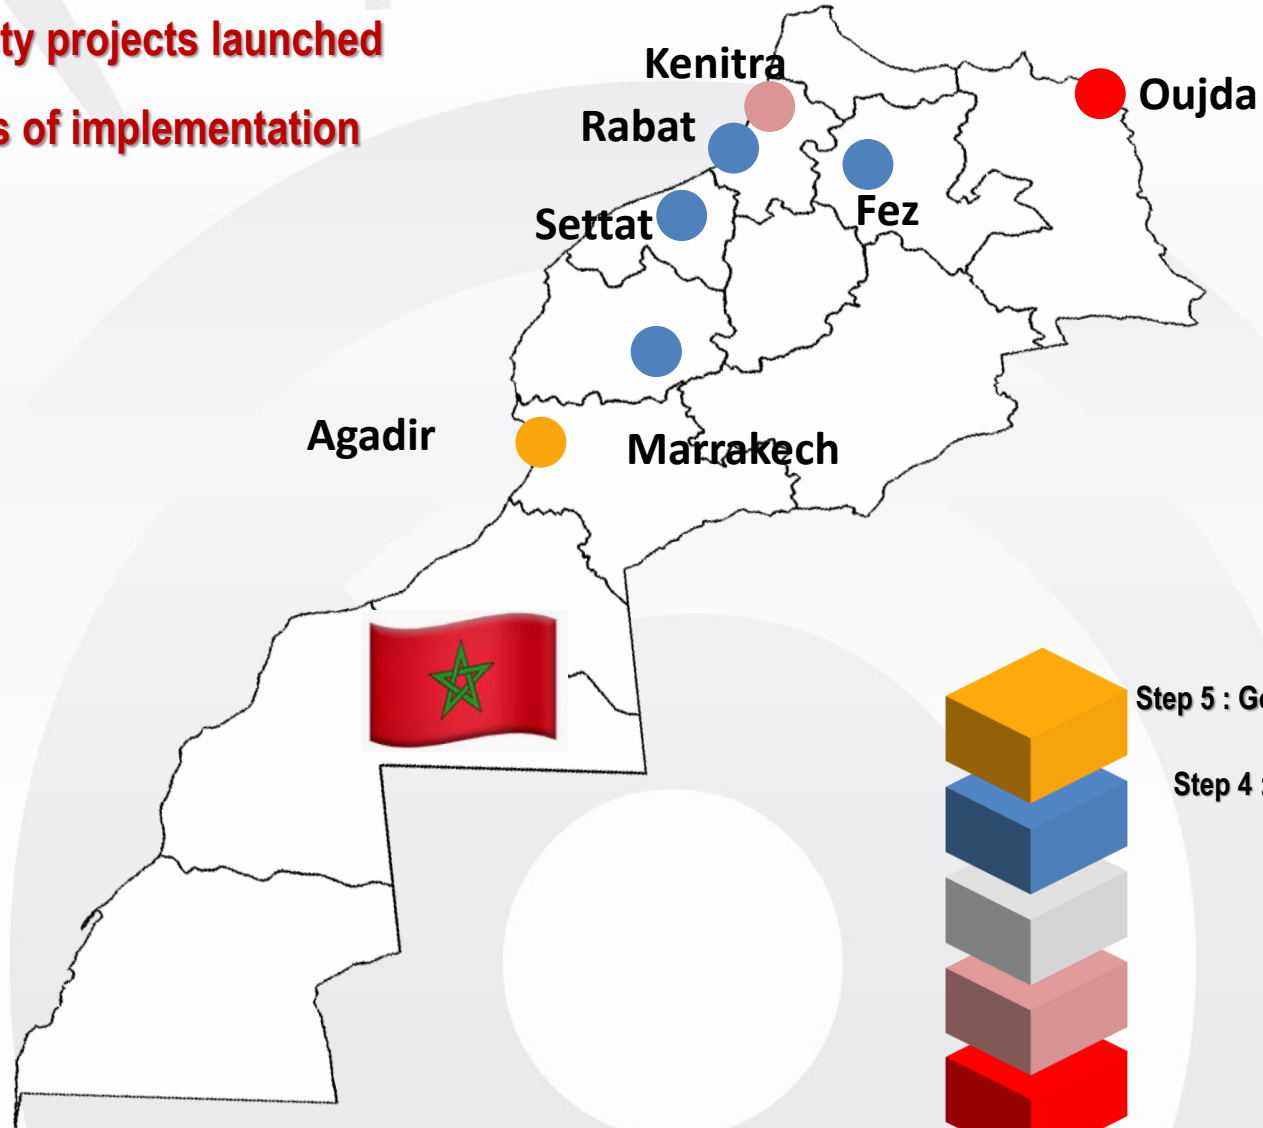 ty projects launched
s of implementation
Kenitra
Oujda
Rabat
Fez
Settat
Agadir
Marrakech
Step 5 :
Step 4 :